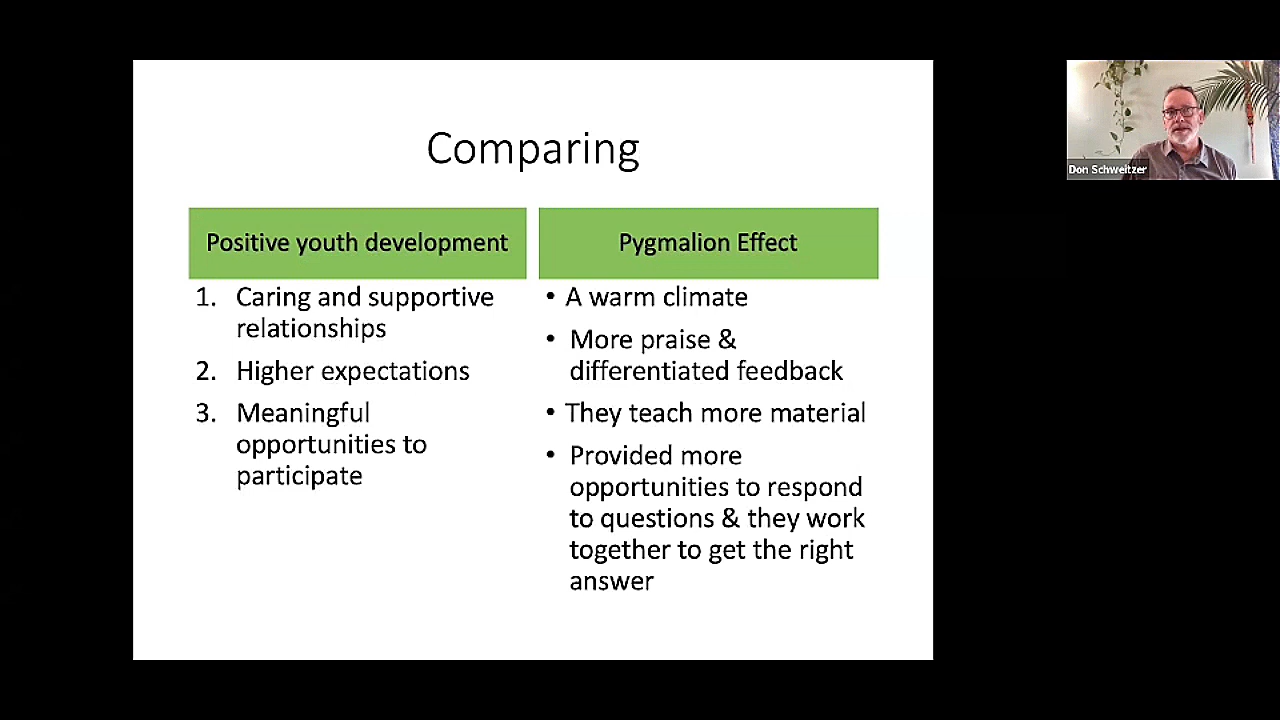 Comparing
Positive youth development
1. Caring and supportive
relationships
2. Higher expectations
3. Meaningful
opportunities to
participate
Pygmalion Effect
• A warm climate
• More praise &
differentiated feedback
• They teach more material
• Provided more
opportunities to respond
to questions & they work
together to get the right
answer
Don Schweitzer